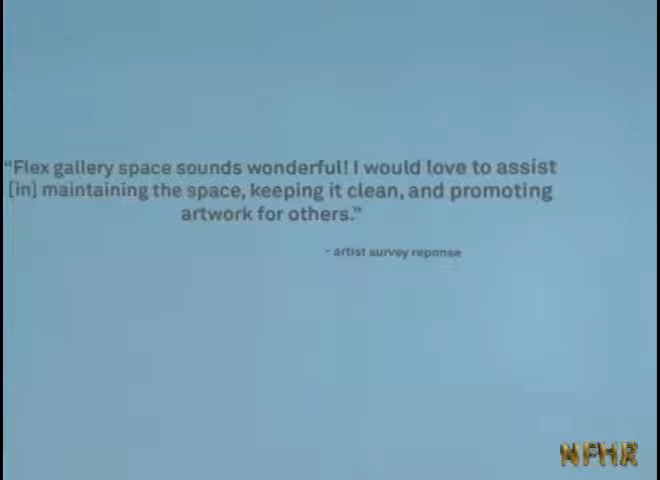 "Flex gallery space sounds wonderful! I would love to assist
[in] maintaining the space, keeping it clean, and promoting
artwork for others."
- artist survey reponse
NFHR